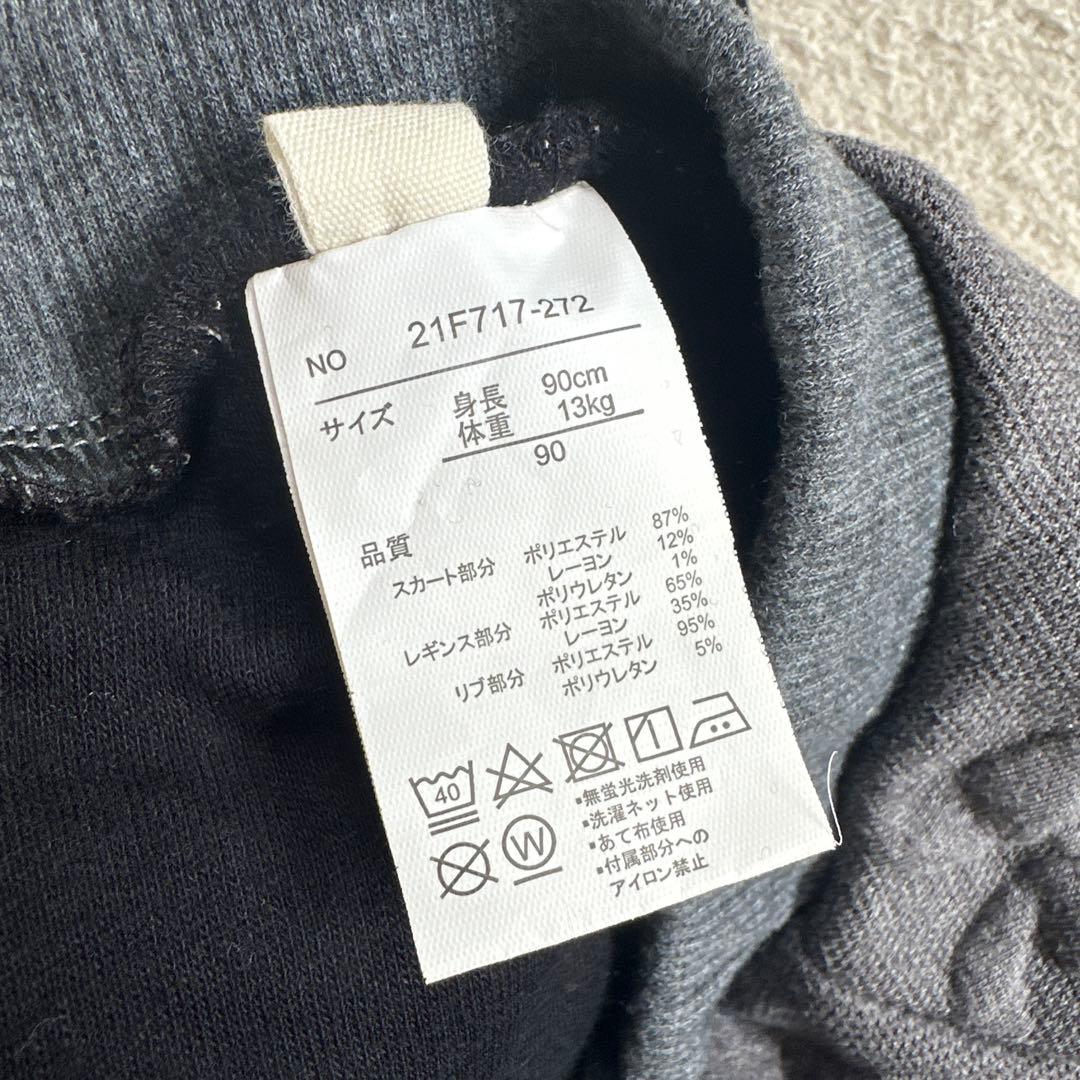 NO 21F717-272
サイズ 身長 90cm
体重 13kg
90
品質
スカート部分 ポリエステル 87%
レーヨン 12%
ポリウレタン 1%
レギンス部分 ポリエステル 65%
レーヨン 35%
リブ部分 ポリエステル 95%
ポリウレタン 5%
40
W
▪無蛍光洗剤使用
▪洗濯ネット使用
▪あて布使用
▪付属部分への
アイロン禁止